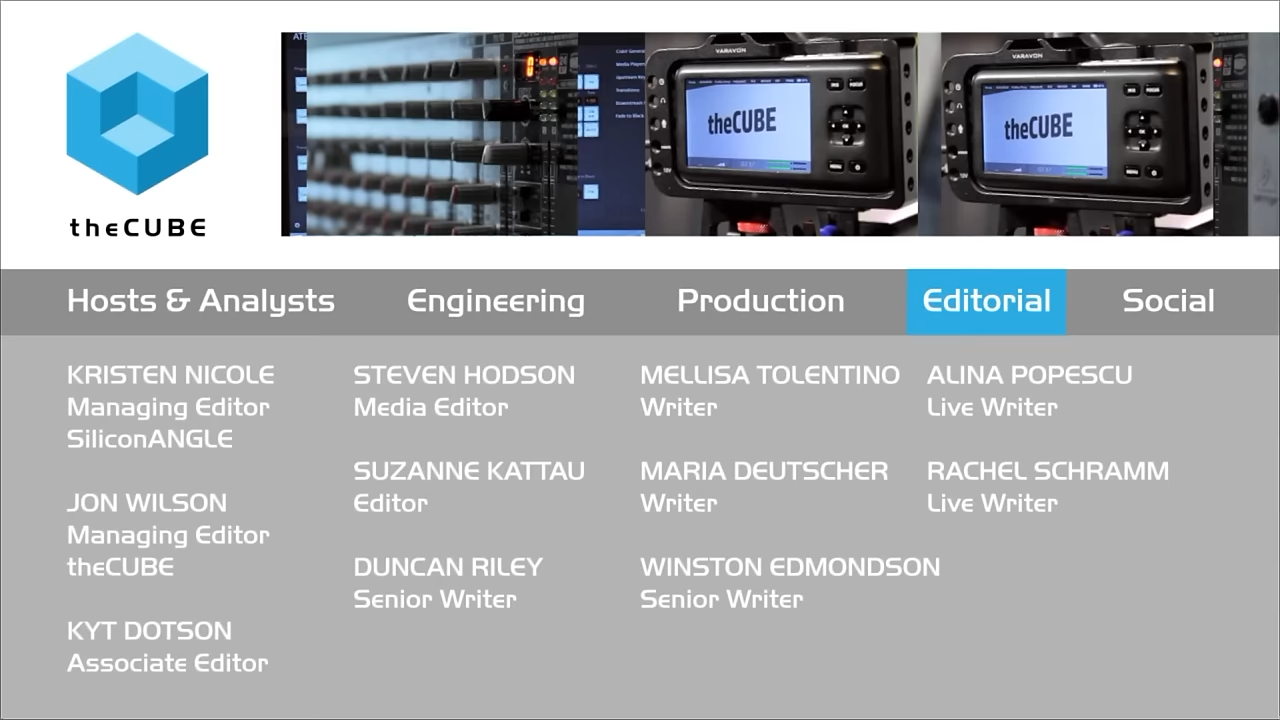 theCUBE
VARAVON
theCUBE
VARAVON
theCUBE
Hosts & Analysts
Engineering
Production
Editorial
Social
KRISTEN NICOLE
Managing Editor
SiliconANGLE
JON WILSON
Managing Editor
theCUBE
KYT DOTSON
Associate Editor
STEVEN HODSON
Media Editor
SUZANNE KATTAU
Editor
DUNCAN RILEY
Senior Writer
MELLISA TOLENTINO
Writer
MARIA DEUTSCHER
Writer
WINSTON EDMONDSON
Senior Writer
ALINA POPESCU
Live Writer
RACHEL SCHRAMM
Live Writer